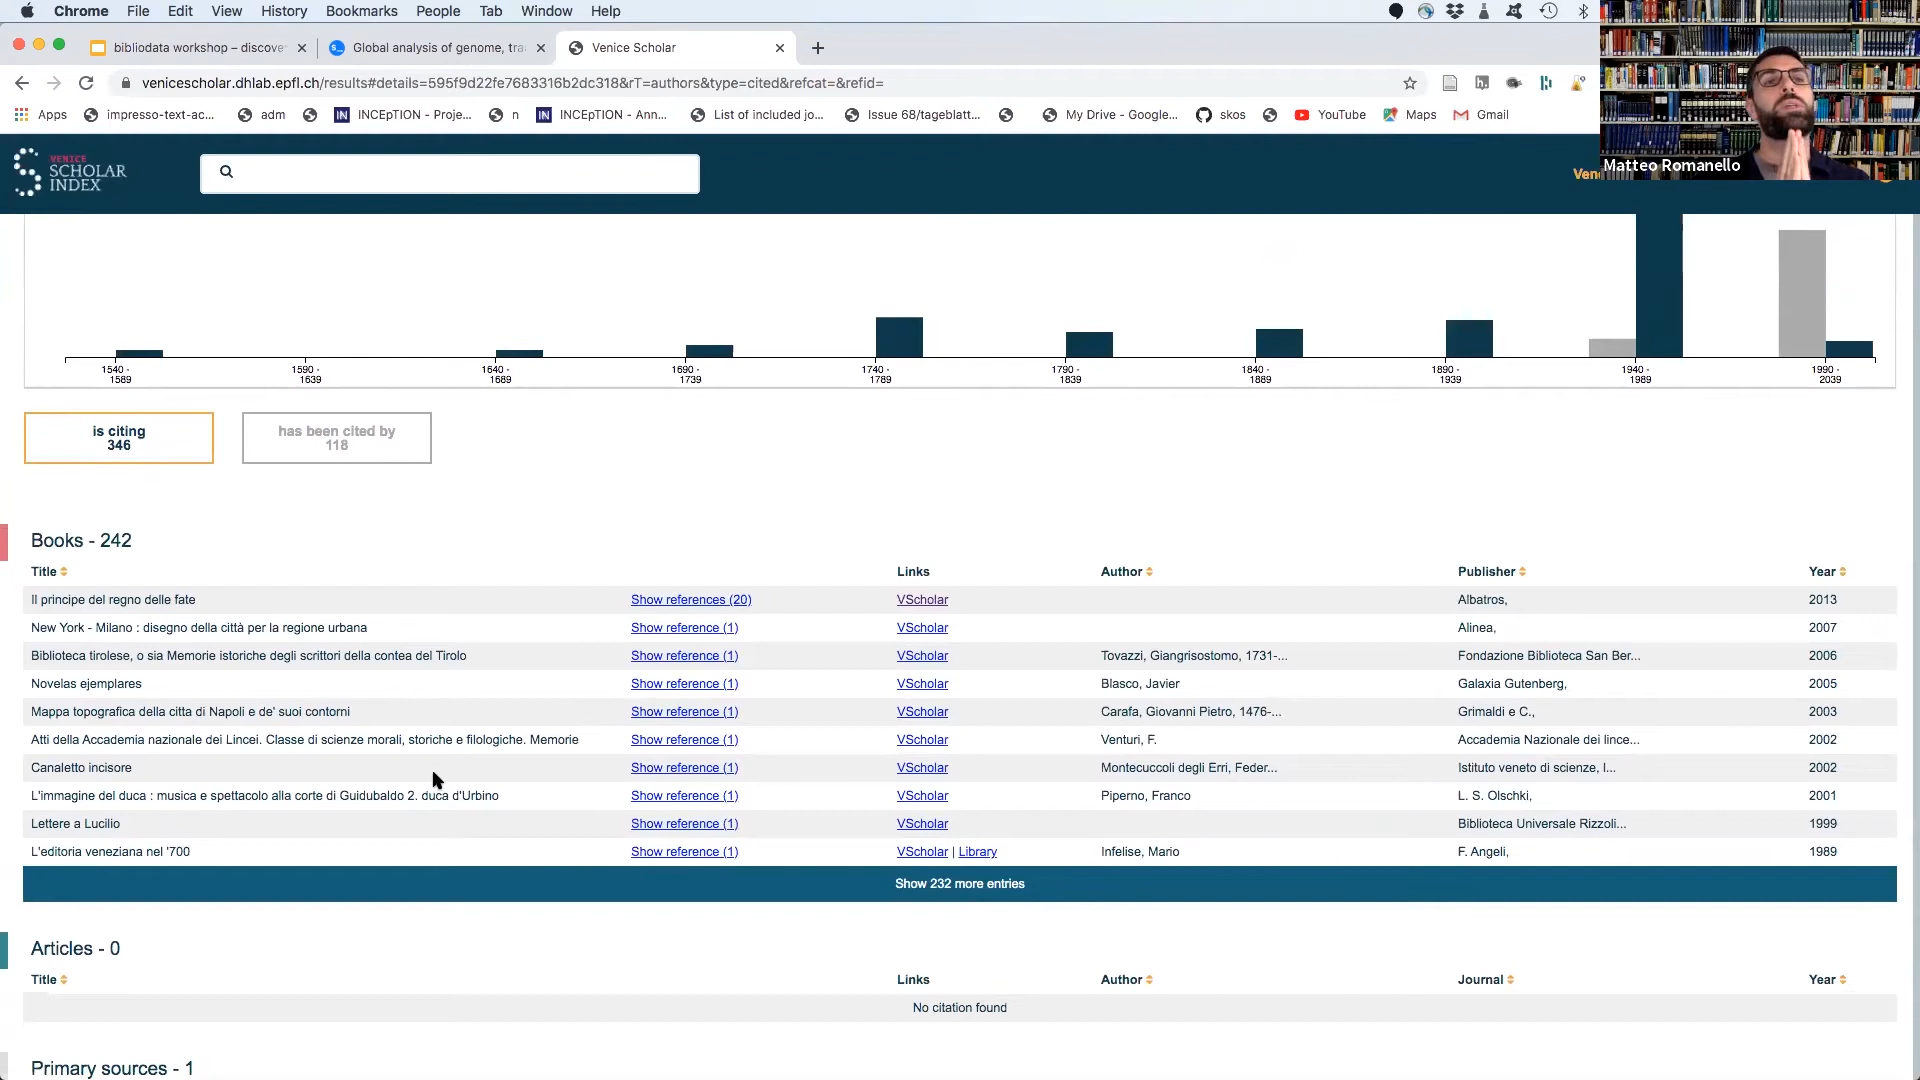 Chrome File Edit View History Bookmarks People Tab Window Help
bibliodata workshop – discove
Global analysis of genome, tra
Venice Scholar
venicescholar.dhlab.epfl.ch/results#details=595f9d22fe7683316b2dc318&rT=authors&type=cited&refcat=&refid=
Apps impresso-text-ac... adm IN INCEpTION - Proje... n IN INCEpTION - Ann... List of included jo... Issue 68/tageblatt... My Drive - Google... skos YouTube Maps Gmail
VENICE
SCHOLAR
INDEX
Matteo Romanello
1540 - 1589
1590 - 1639
1640 - 1689
1690 - 1739
1740 - 1789
1790 - 1839
1840 - 1889
1890 - 1939
1940 - 1989
1990 - 2039
is citing
346
has been cited by
118
Books - 242
Title Links Author Publisher Year
Il principe del regno delle fate Show references (20) VScholar Albatros, 2013
New York - Milano : disegno della città per la regione urbana Show reference (1) VScholar Alinea, 2007
Biblioteca tirolese, o sia Memorie istoriche degli scrittori della contea del Tirolo Show reference (1) VScholar Tovazzi, Giangrisostomo, 1731-... Fondazione Biblioteca San Ber... 2006
Novelas ejemplares Show reference (1) VScholar Blasco, Javier Galaxia Gutenberg, 2005
Mappa topografica della citta di Napoli e de' suoi contorni Show reference (1) VScholar Carafa, Giovanni Pietro, 1476-... Grimaldi e C., 2003
Atti della Accademia nazionale dei Lincei. Classe di scienze morali, storiche e filologiche. Memorie Show reference (1) VScholar Venturi, F. Accademia Nazionale dei lince... 2002
Canaletto incisore Show reference (1) VScholar Montecuccoli degli Erri, Feder... Istituto veneto di scienze, l... 2002
L'immagine del duca : musica e spettacolo alla corte di Guidubaldo 2. duca d'Urbino Show reference (1) VScholar Piperno, Franco L. S. Olschki, 2001
Lettere a Lucilio Show reference (1) VScholar Biblioteca Universale Rizzoli... 1999
L'editoria veneziana nel '700 Show reference (1) VScholar | Library Infelise, Mario F. Angeli, 1989
Show 232 more entries
Articles - 0
Title Links Author Journal Year
No citation found
Primary sources - 1